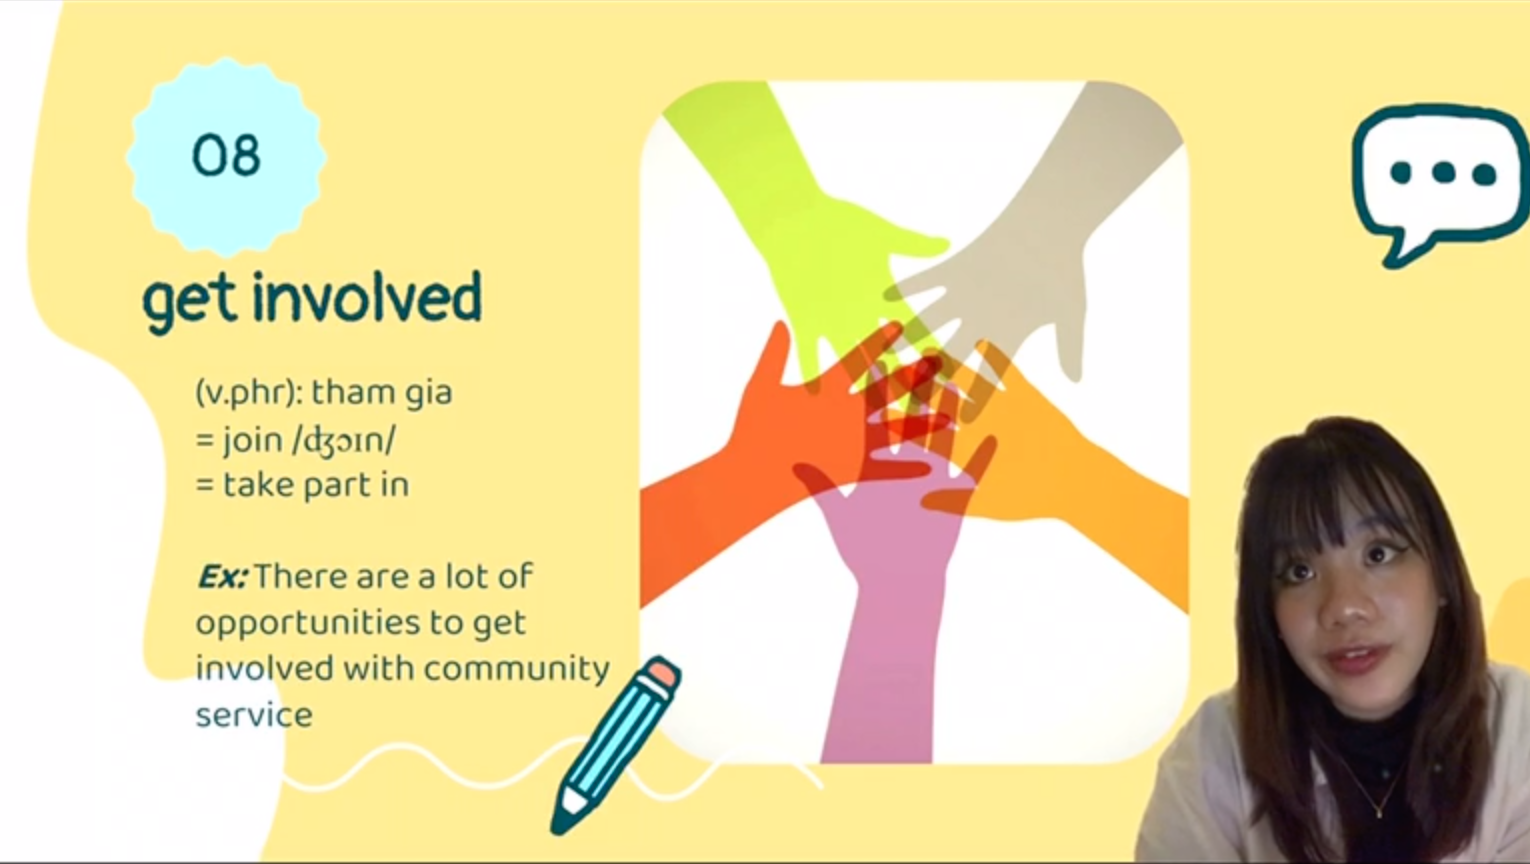 08
get involved
(v.phr): tham gia
= join /ʤɔɪn/
= take part in
Ex: There are a lot of
opportunities to get
involved with community
service